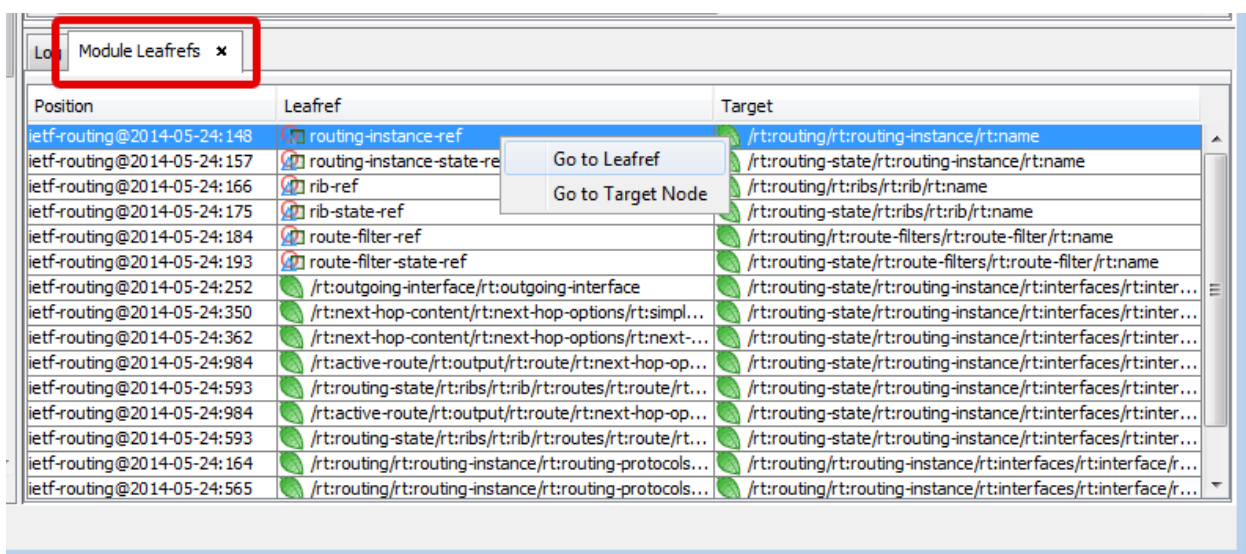 Log Module Leafrefs
Position Leafref Target
ietf-routing@2014-05-24:148 routing-instance-ref /rt:routing/rt:routing-instance/rt:name
Go to Leafref
Go to Target Node
ietf-routing@2014-05-24:157 routing-instance-state-re /rt:routing-state/rt:routing-instance/rt:name
ietf-routing@2014-05-24:166 rib-ref /rt:routing/rt:ribs/rt:rib/rt:name
ietf-routing@2014-05-24:175 rib-state-ref /rt:routing-state/rt:ribs/rt:rib/rt:name
ietf-routing@2014-05-24:184 route-filter-ref /rt:routing/rt:route-filters/rt:route-filter/rt:name
ietf-routing@2014-05-24:193 route-filter-state-ref /rt:routing-state/rt:route-filters/rt:route-filter/rt:name
ietf-routing@2014-05-24:252 /rt:outgoing-interface/rt:outgoing-interface /rt:routing-state/rt:routing-instance/rt:interfaces/rt:inter...
ietf-routing@2014-05-24:350 /rt:next-hop-content/rt:next-hop-options/rt:simpl... /rt:routing-state/rt:routing-instance/rt:interfaces/rt:inter...
ietf-routing@2014-05-24:362 /rt:next-hop-content/rt:next-hop-options/rt:next-... /rt:routing-state/rt:routing-instance/rt:interfaces/rt:inter...
ietf-routing@2014-05-24:984 /rt:active-route/rt:output/rt:route/rt:next-hop-op... /rt:routing-state/rt:routing-instance/rt:interfaces/rt:inter...
ietf-routing@2014-05-24:593 /rt:routing-state/rt:ribs/rt:rib/rt:routes/rt:route/rt... /rt:routing-state/rt:routing-instance/rt:interfaces/rt:inter...
ietf-routing@2014-05-24:984 /rt:active-route/rt:output/rt:route/rt:next-hop-op... /rt:routing-state/rt:routing-instance/rt:interfaces/rt:inter...
ietf-routing@2014-05-24:593 /rt:routing-state/rt:ribs/rt:rib/rt:routes/rt:route/rt... /rt:routing-state/rt:routing-instance/rt:interfaces/rt:inter...
ietf-routing@2014-05-24:164 /rt:routing/rt:routing-instance/rt:routing-protocols... /rt:routing/rt:routing-instance/rt:interfaces/rt:interface/r...
ietf-routing@2014-05-24:565 /rt:routing/rt:routing-instance/rt:routing-protocols... /rt:routing/rt:routing-instance/rt:interfaces/rt:interface/r...